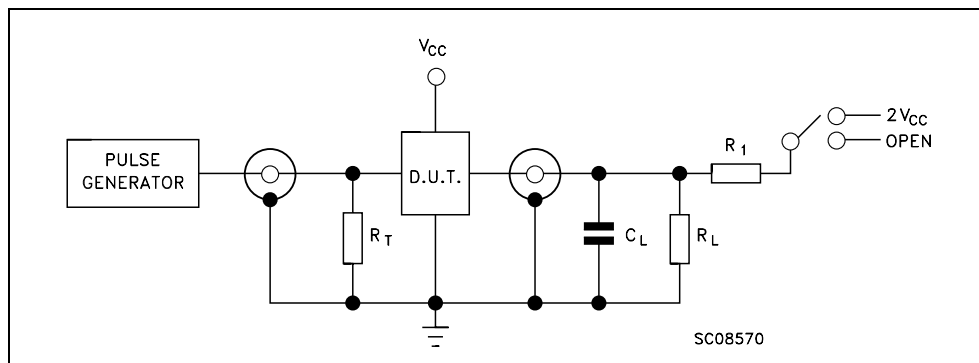 VCC
PULSE
GENERATOR
D.U.T.
RT
CL
RL
R1
2VCC
OPEN
SC08570